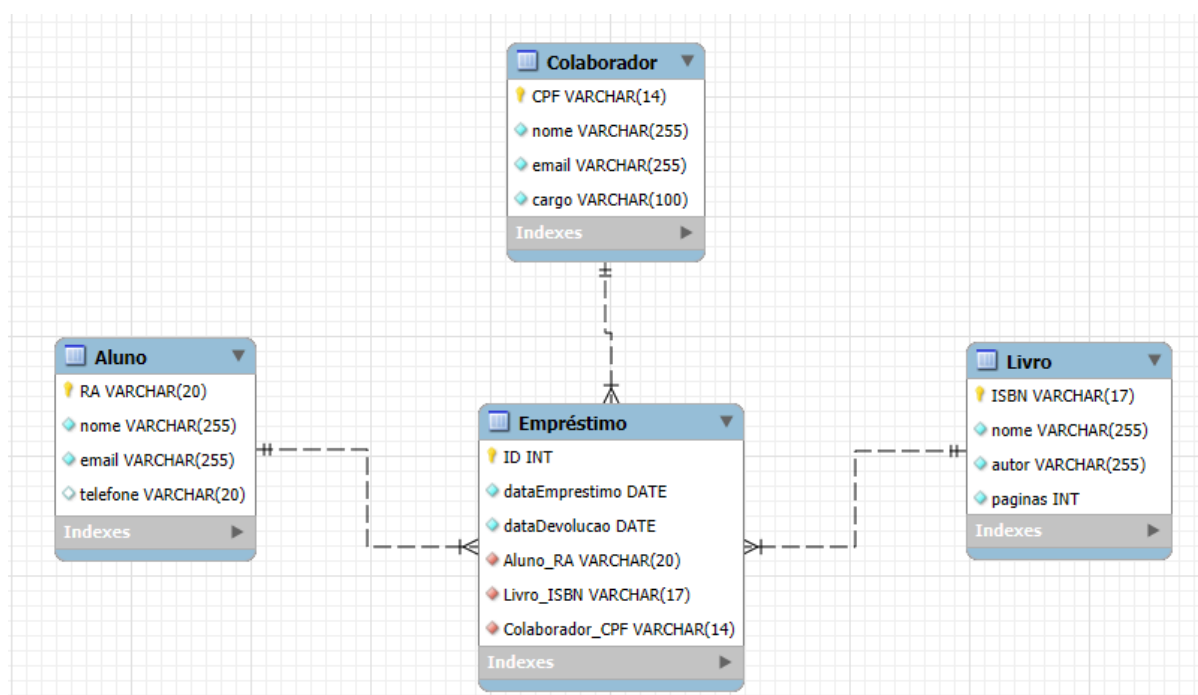 Colaborador
CPF VARCHAR(14)
nome VARCHAR(255)
email VARCHAR(255)
cargo VARCHAR(100)
Indexes
Aluno
RA VARCHAR(20)
nome VARCHAR(255)
email VARCHAR(255)
telefone VARCHAR(20)
Indexes
Empréstimo
ID INT
dataEmprestimo DATE
dataDevolucao DATE
Aluno_RA VARCHAR(20)
Livro_ISBN VARCHAR(17)
Colaborador_CPF VARCHAR(14)
Indexes
Livro
ISBN VARCHAR(17)
nome VARCHAR(255)
autor VARCHAR(255)
paginas INT
Indexes